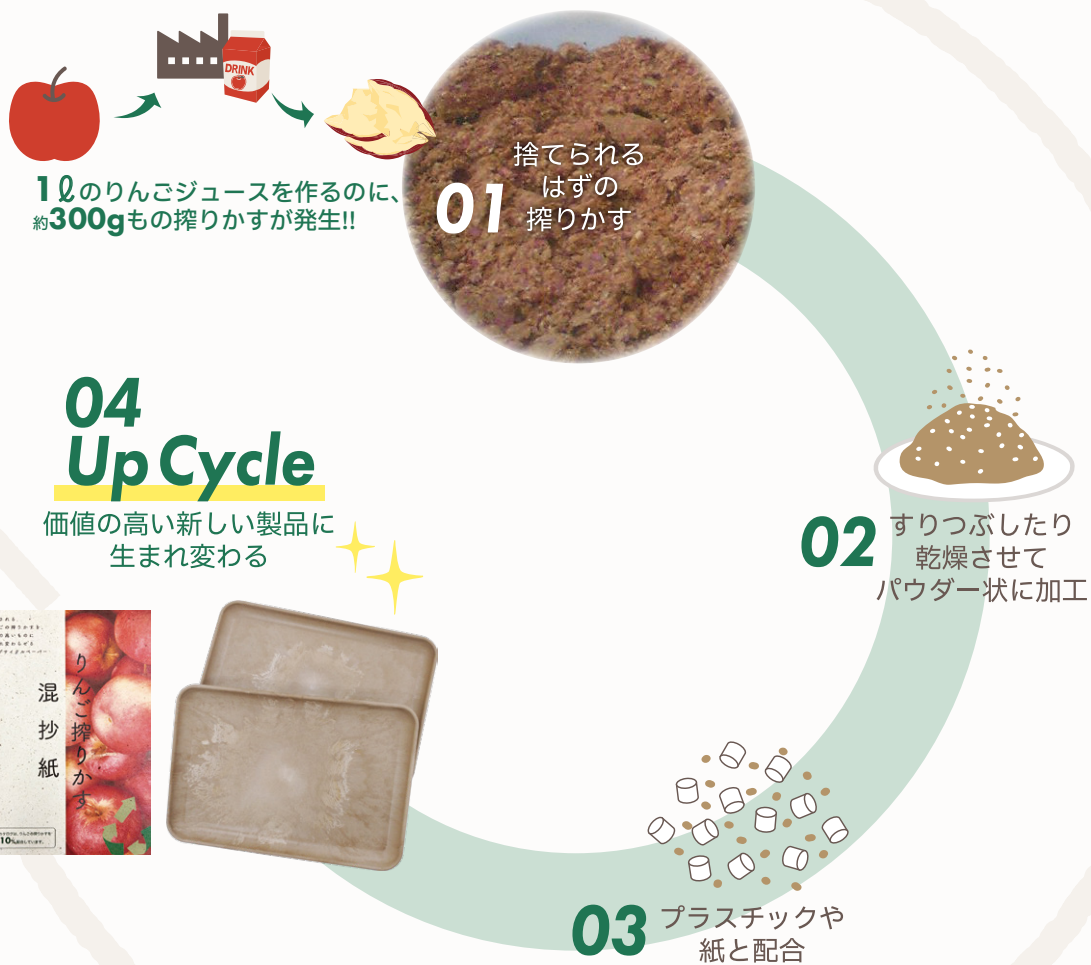 DRINK
1ℓのりんごジュースを作るのに、
約300gもの搾りかすが発生!!
01
捨てられる
はずの
搾りかす
02
すりつぶしたり
乾燥させて
パウダー状に加工
03
プラスチックや
紙と配合
04
Up Cycle
価値の高い新しい製品に
生まれ変わる
りんご搾りかす
混抄紙
10%